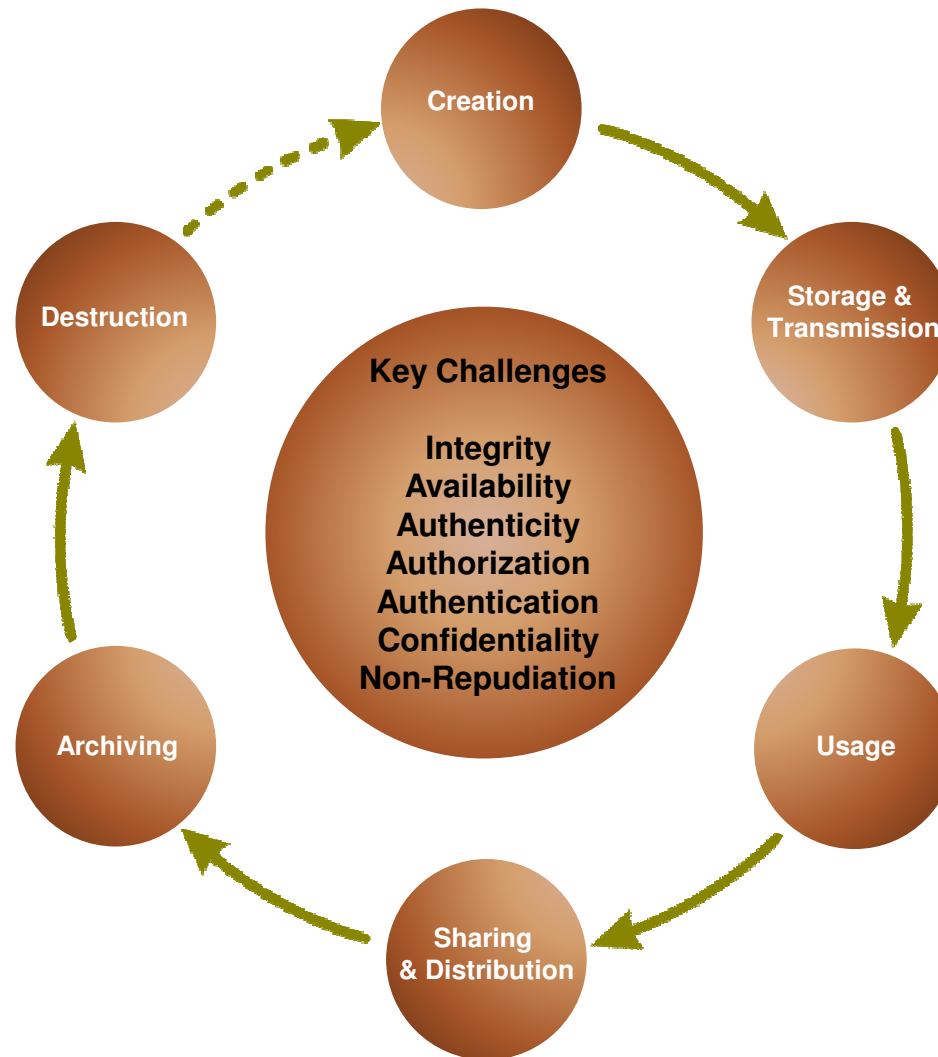 Creation
Storage &
Transmission
Destruction
Key Challenges
Integrity
Availability
Authenticity
Authorization
Authentication
Confidentiality
Non-Repudiation
Archiving
Usage
Sharing
& Distribution